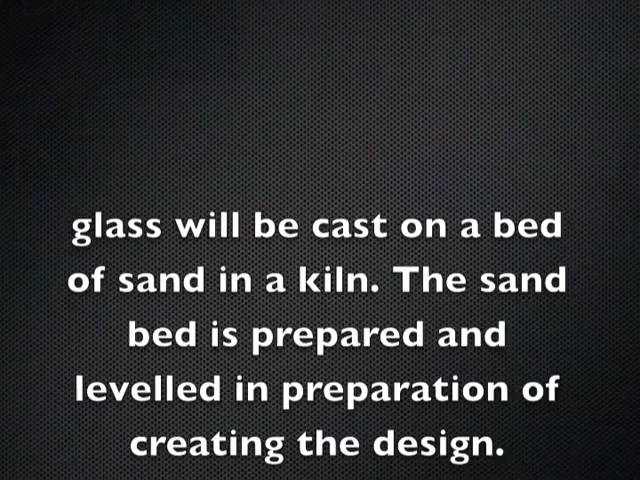 glass will be cast on a bed
of sand in a kiln. The sand
bed is prepared and
levelled in preparation of
creating the design.